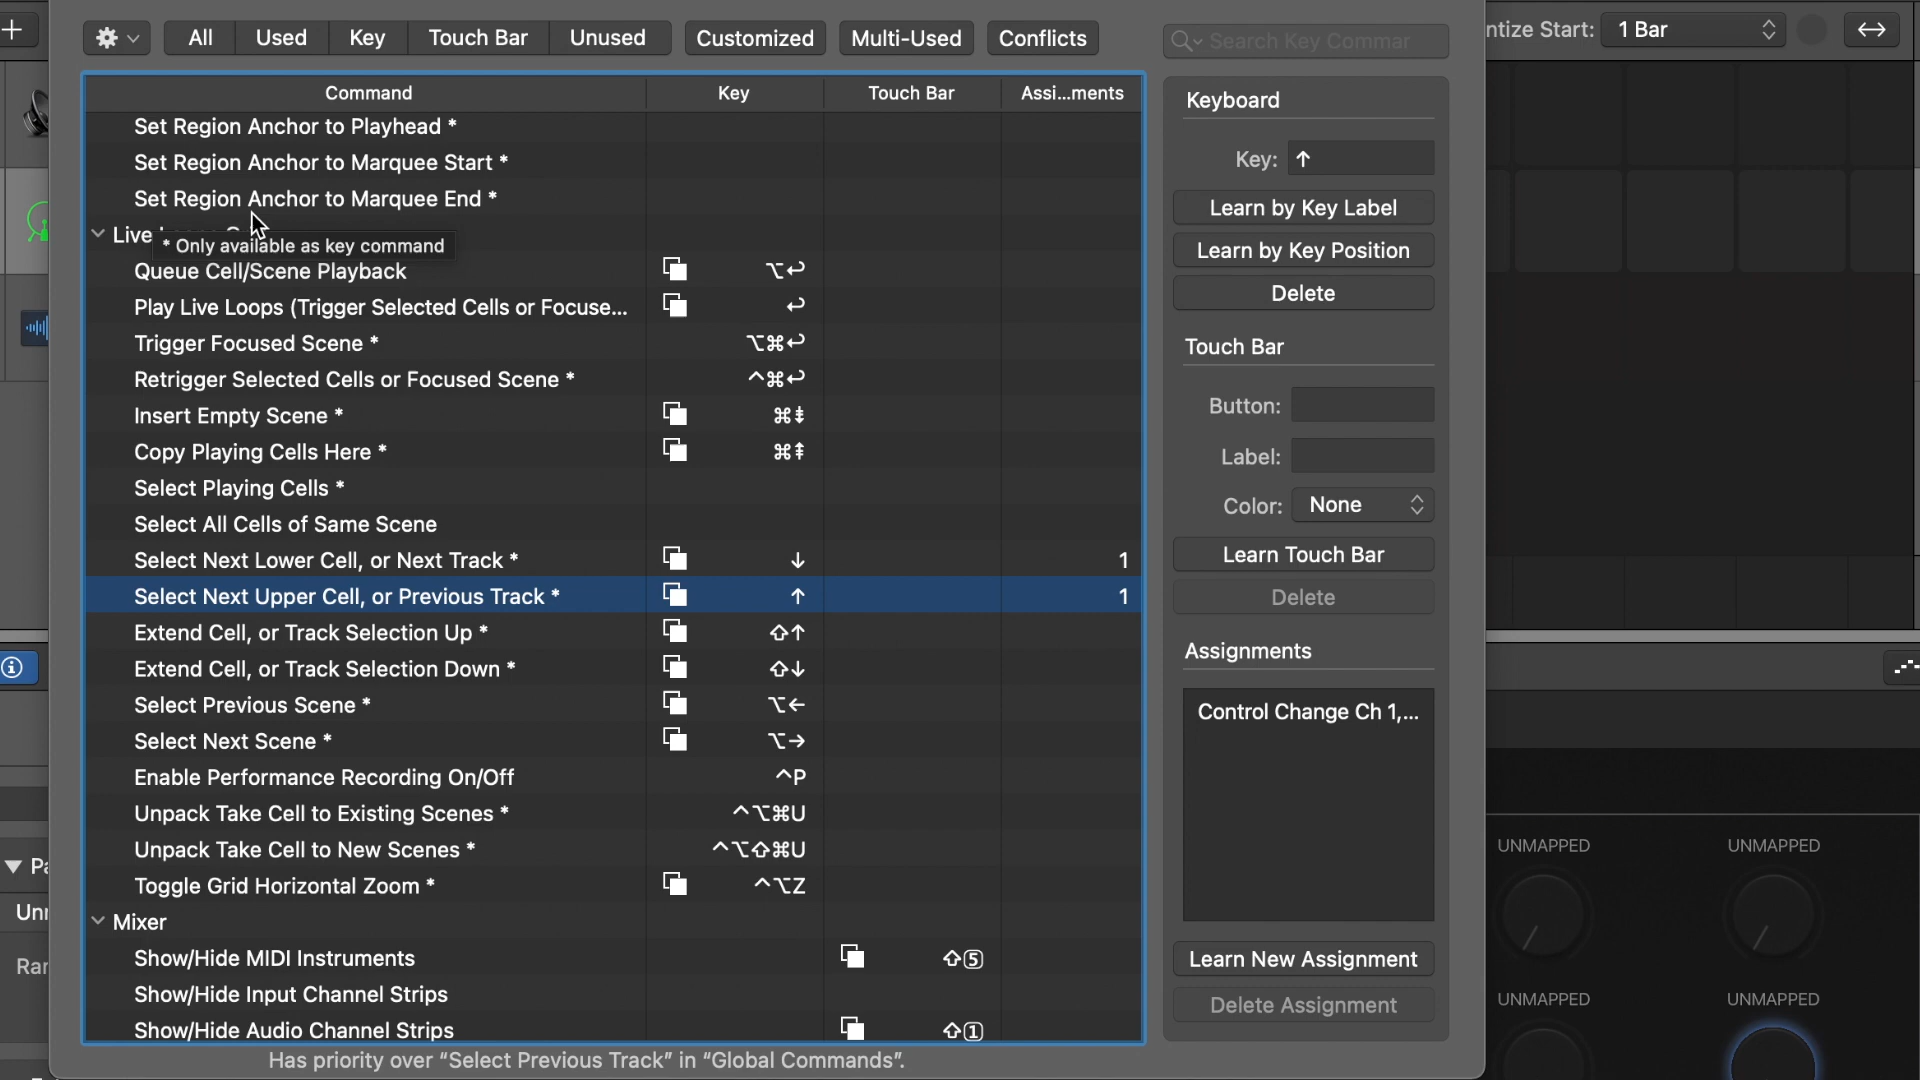 All Used Key Touch Bar Unused Customized Multi-Used Conflicts Search Key Commar
ntize Start: 1 Bar
Command Key Touch Bar Assi...ments
Set Region Anchor to Playhead *
Set Region Anchor to Marquee Start *
Set Region Anchor to Marquee End *
Live
* Only available as key command
Queue Cell/Scene Playback ⌥↩
Play Live Loops (Trigger Selected Cells or Focuse... ↩
Trigger Focused Scene * ⌥⌘↩
Retrigger Selected Cells or Focused Scene * ^⌘↩
Insert Empty Scene * ⌘⇟
Copy Playing Cells Here * ⌘⇞
Select Playing Cells *
Select All Cells of Same Scene
Select Next Lower Cell, or Next Track * ↓ 1
Select Next Upper Cell, or Previous Track * ↑ 1
Extend Cell, or Track Selection Up * ⇧↑
Extend Cell, or Track Selection Down * ⇧↓
Select Previous Scene * ⌥←
Select Next Scene * ⌥→
Enable Performance Recording On/Off ^P
Unpack Take Cell to Existing Scenes * ^⌥⌘U
Unpack Take Cell to New Scenes * ^⌥⇧⌘U
Toggle Grid Horizontal Zoom * ^⌥Z
Mixer
Show/Hide MIDI Instruments ⇧5
Show/Hide Input Channel Strips
Show/Hide Audio Channel Strips ⇧1
Has priority over “Select Previous Track” in “Global Commands”.
Keyboard
Key: ↑
Learn by Key Label
Learn by Key Position
Delete
Touch Bar
Button:
Label:
Color: None
Learn Touch Bar
Delete
Assignments
Control Change Ch 1,...
Learn New Assignment
Delete Assignment
Pa
Unr
Rar
UNMAPPED UNMAPPED
UNMAPPED UNMAPPED